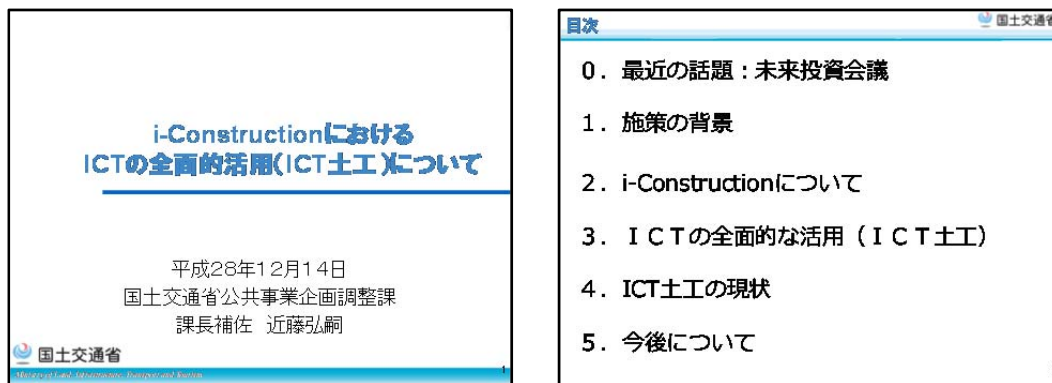 i-Constructionにおける
ICTの全面的活用(ICT土工)について
平成28年12月14日
国土交通省公共事業企画調整課
課長補佐　近藤弘嗣
国土交通省
Ministry of Land, Infrastructure, Transport and Tourism
1
目次
国土交通省
０．最近の話題：未来投資会議
１．施策の背景
２．i-Constructionについて
３．ＩＣＴの全面的な活用（ＩＣＴ土工）
４．ICT土工の現状
５．今後について